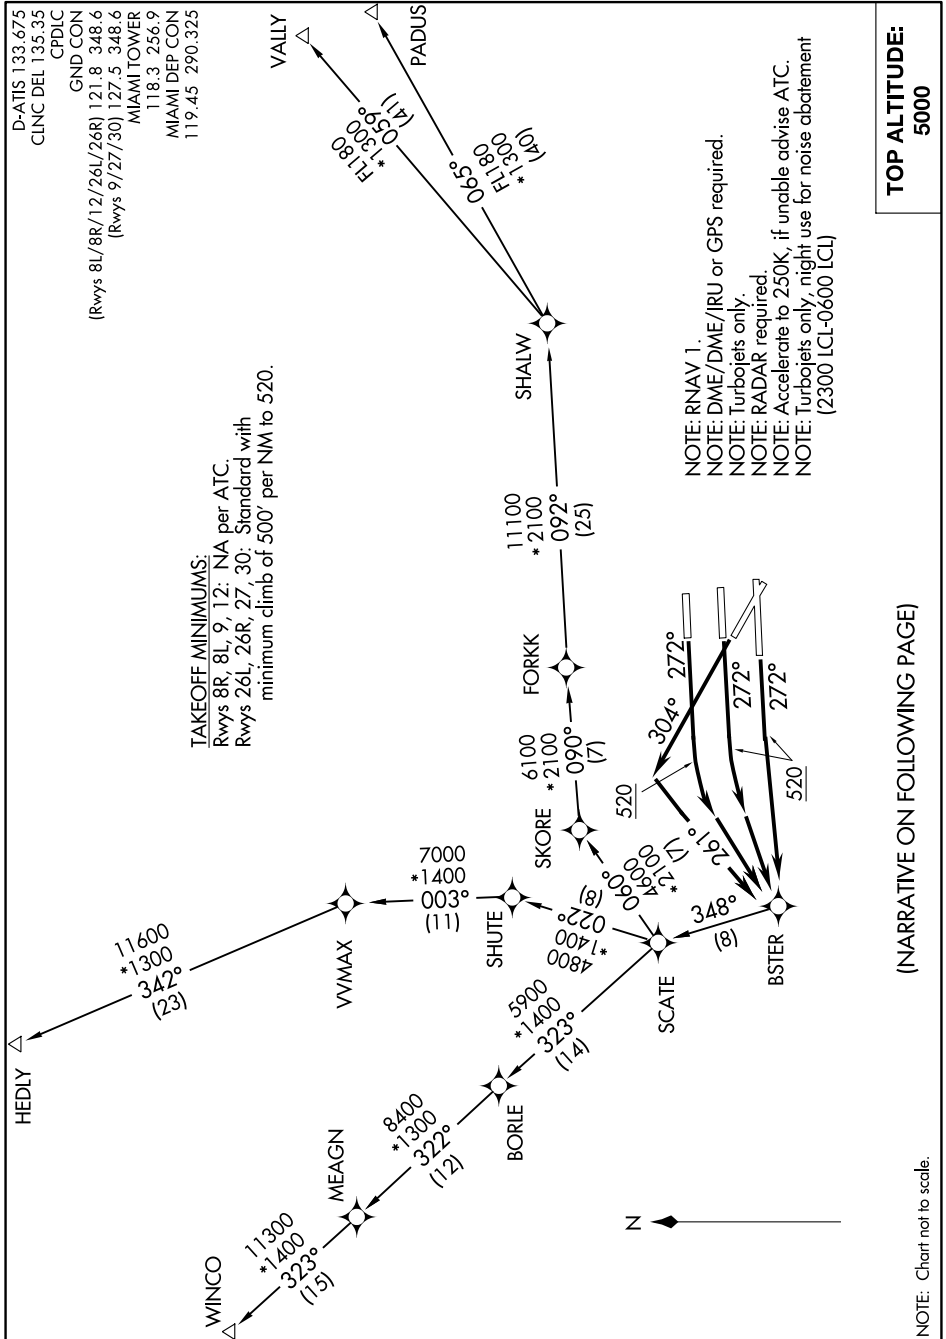 D-ATIS 133.675
CLNC DEL 135.35
CPDLC
GND CON
(Rwys 8L/8R/12/26L/26R) 121.8 348.6
(Rwys 9/27/30) 127.5 348.6
MIAMI TOWER
118.3 256.9
MIAMI DEP CON
119.45 290.325
TOP ALTITUDE:
5000
TAKEOFF MINIMUMS:
Rwys 8R, 8L, 9, 12: NA per ATC.
Rwys 26L, 26R, 27, 30: Standard with
minimum climb of 500' per NM to 520.
HEDLY
11600
*1300
342°
(23)
VVMAX
7000
*1400
003°
(11)
SHUTE
4800
*1400
022°
(8)
WINCO
11300
*1400
323°
(15)
MEAGN
8400
*1300
322°
(12)
BORLE
5900
*1400
323°
(14)
SCATE
348°
(8)
BSTER
060°
4600
*2100
(7)
SKORE
6100
*2100
090°
(7)
FORKK
11100
*2100
092°
(25)
SHALW
FL180
*1300
059°
(41)
VALLY
065°
FL180
*1300
(40)
PADUS
304°
272°
272°
272°
261°
520
520
NOTE: RNAV 1.
NOTE: DME/DME/IRU or GPS required.
NOTE: Turbojets only.
NOTE: RADAR required.
NOTE: Accelerate to 250K, if unable advise ATC.
NOTE: Turbojets only, night use for noise abatement
(2300 LCL-0600 LCL)
N
(NARRATIVE ON FOLLOWING PAGE)
NOTE: Chart not to scale.